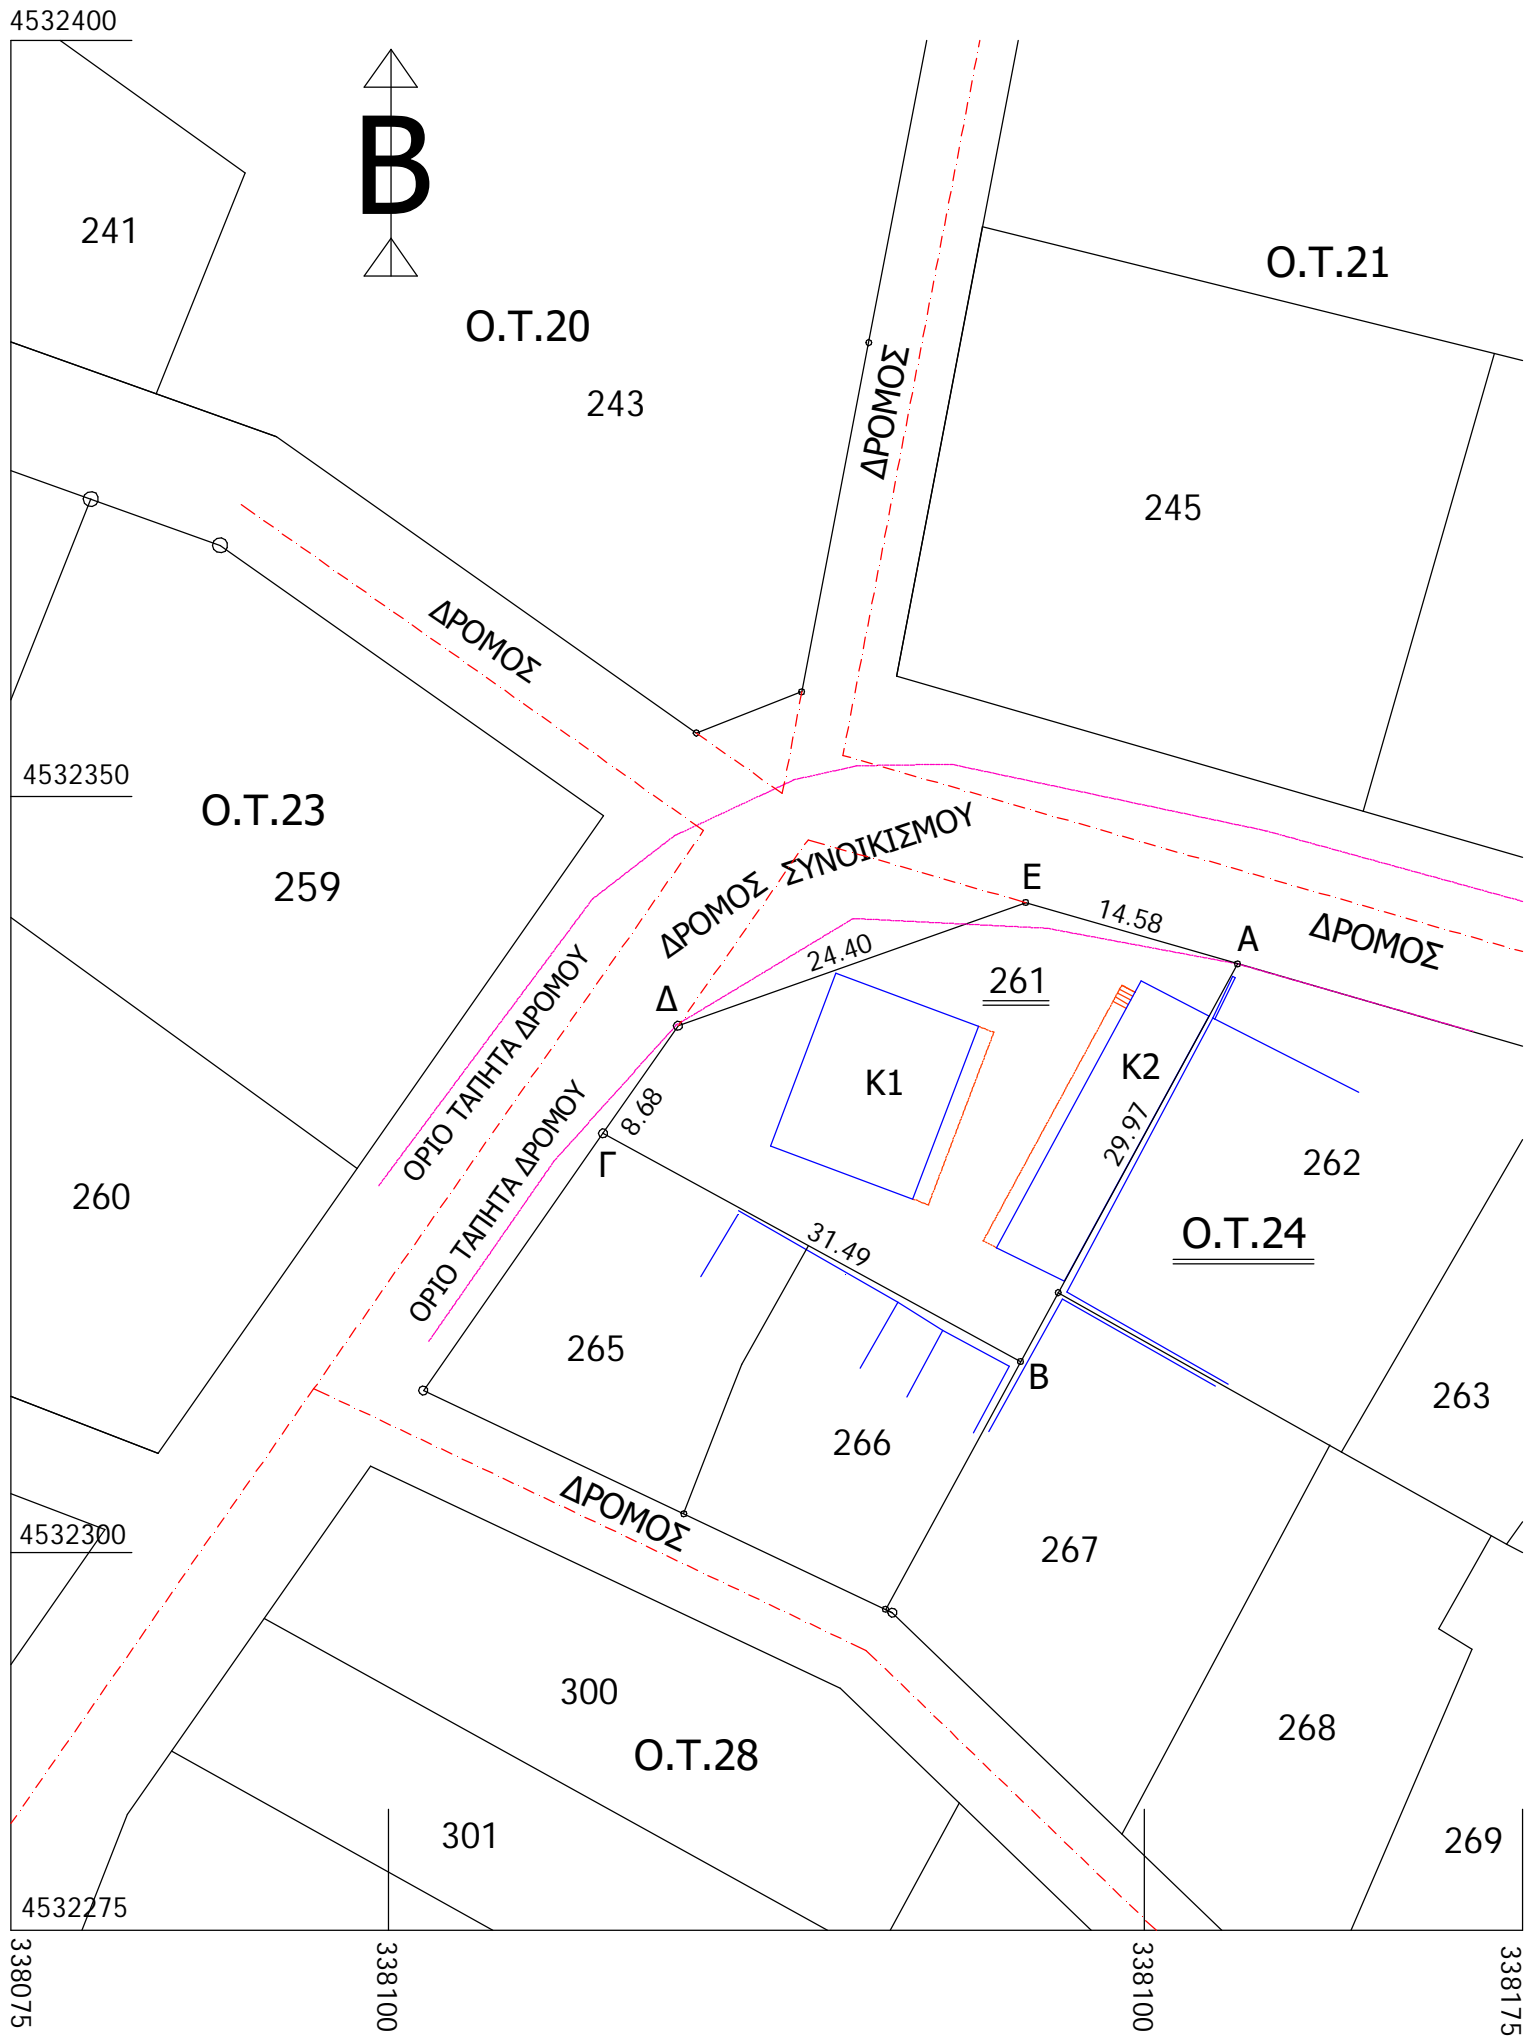 4532400
Β
241
Ο.Τ.21
Ο.Τ.20
ΔΡΟΜΟΣ
243
245
ΔΡΟΜΟΣ
4532350
Ο.Τ.23
259
ΔΡΟΜΟΣ ΣΥΝΟΙΚΙΣΜΟΥ
Ε
14.58
Α
ΔΡΟΜΟΣ
24.40
261
Δ
ΟΡΙΟ ΤΑΠΗΤΑ ΔΡΟΜΟΥ
Κ1
Κ2
8.68
29.97
Γ
262
260
ΟΡΙΟ ΤΑΠΗΤΑ ΔΡΟΜΟΥ
31.49
Ο.Τ.24
265
Β
263
266
ΔΡΟΜΟΣ
4532300
267
300
268
Ο.Τ.28
301
269
4532275
338075
338100
338100
338175